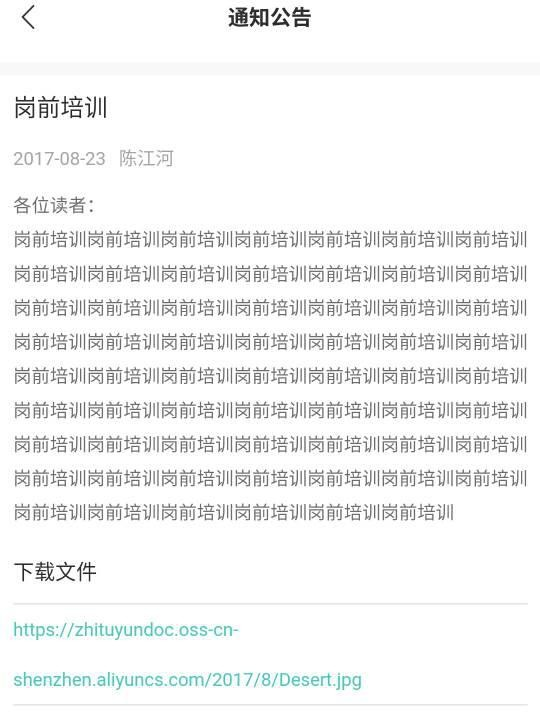 通知公告
岗前培训
2017-08-23 陈江河
各位读者：
岗前培训岗前培训岗前培训岗前培训岗前培训岗前培训岗前培训
岗前培训岗前培训岗前培训岗前培训岗前培训岗前培训岗前培训
岗前培训岗前培训岗前培训岗前培训岗前培训岗前培训岗前培训
岗前培训岗前培训岗前培训岗前培训岗前培训岗前培训岗前培训
岗前培训岗前培训岗前培训岗前培训岗前培训岗前培训岗前培训
岗前培训岗前培训岗前培训岗前培训岗前培训岗前培训岗前培训
岗前培训岗前培训岗前培训岗前培训岗前培训岗前培训岗前培训
岗前培训岗前培训岗前培训岗前培训岗前培训岗前培训岗前培训
岗前培训岗前培训岗前培训岗前培训岗前培训岗前培训
下载文件
https://zhituyundoc.oss-cn-
shenzhen.aliyuncs.com/2017/8/Desert.jpg